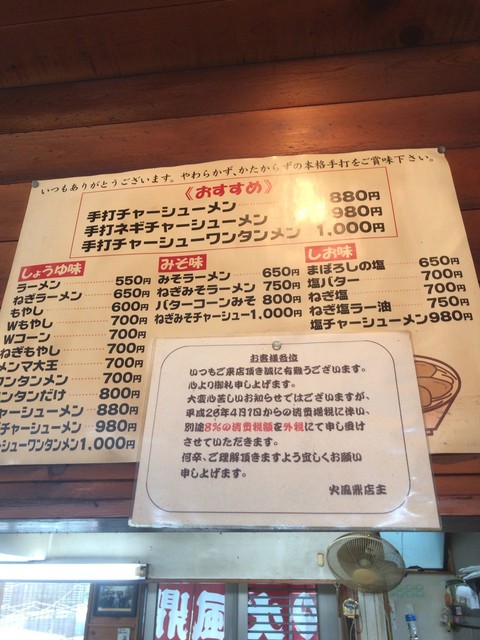 いつもありがとうございます。やわらかず、かたからずの本格手打をご賞味下さい。
《おすすめ》
手打チャーシューメン 880円
手打ネギチャーシューメン 980円
手打チャーシューワンタンメン 1,000円
しょうゆ味
ラーメン 550円
ねぎラーメン 650円
もやし 600円
Wもやし 700円
Wコーン 700円
ねぎもやし 700円
メンマ大王 700円
ワンタンメン 700円
ンタンだけ 800円
ャーシューメン 880円
ギチャーシューメン 980円
ーシューワンタンメン 1,000円
みそ味
みそラーメン 650円
ねぎみそラーメン 750円
バターコーンみそ 800円
ねぎみそチャーシュー 1,000円
しお味
まぼろしの塩 650円
塩バター 700円
ねぎ塩 700円
ねぎ塩ラー油 750円
塩チャーシューメン 980円
お客様各位
いつもご来店頂き誠に有難うございます。
心より御礼申し上げます。
大変心苦しいお知らせではございますが、
平成26年4月1日からの消費増税に伴い、
別途8%の消費税額を外税にて申し受け
させていただきます。
何卒、ご理解頂きますよう宜しくお願い
申し上げます。
火風鼎店主
鼎風火